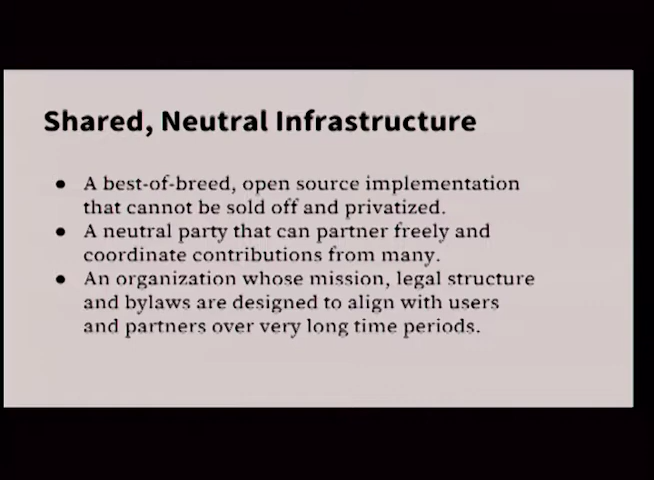 Shared, Neutral Infrastructure
● A best-of-breed, open source implementation
that cannot be sold off and privatized.
● A neutral party that can partner freely and
coordinate contributions from many.
● An organization whose mission, legal structure
and bylaws are designed to align with users
and partners over very long time periods.